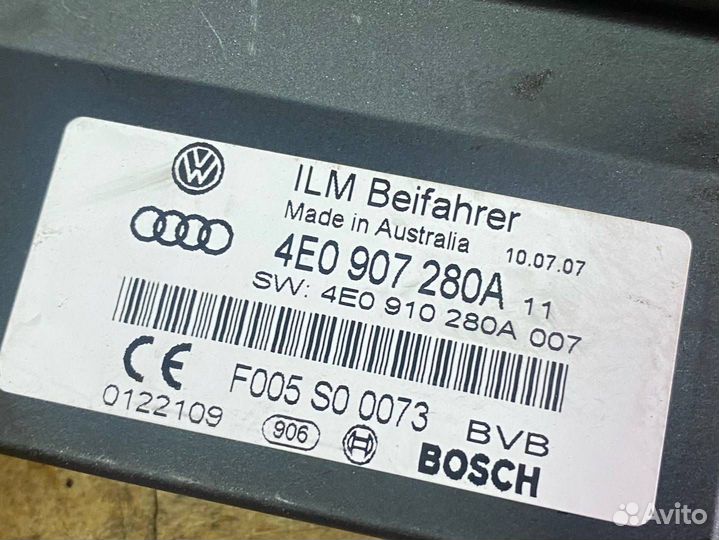 ILM Beifahrer
Made in Australia 10.07.07
4E0 907 280A 11
SW: 4E0 910 280A 007
CE F005 S0 0073 BVB
0122109 906 BOSCH
Avito